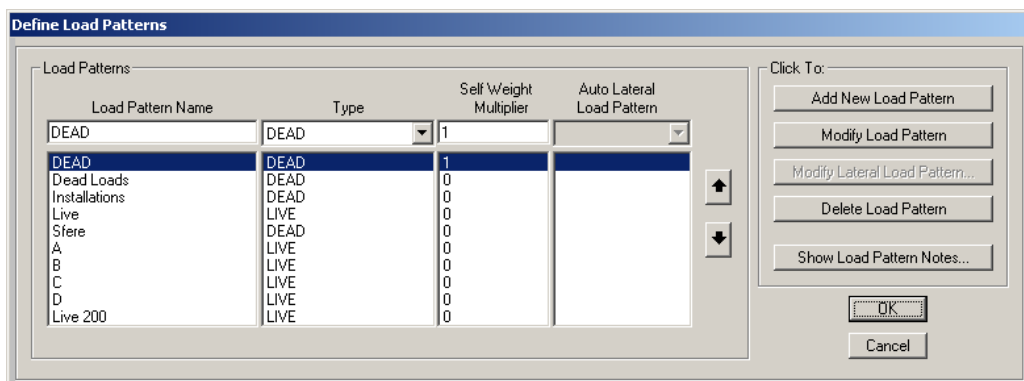 Define Load Patterns
Load Patterns
Load Pattern Name Type Self Weight Multiplier Auto Lateral Load Pattern
DEAD DEAD 1
DEAD DEAD 1
Dead Loads DEAD 0
Installations DEAD 0
Live LIVE 0
Sfere DEAD 0
A LIVE 0
B LIVE 0
C LIVE 0
D LIVE 0
Live 200 LIVE 0
Click To:
Add New Load Pattern
Modify Load Pattern
Modify Lateral Load Pattern...
Delete Load Pattern
Show Load Pattern Notes...
OK
Cancel